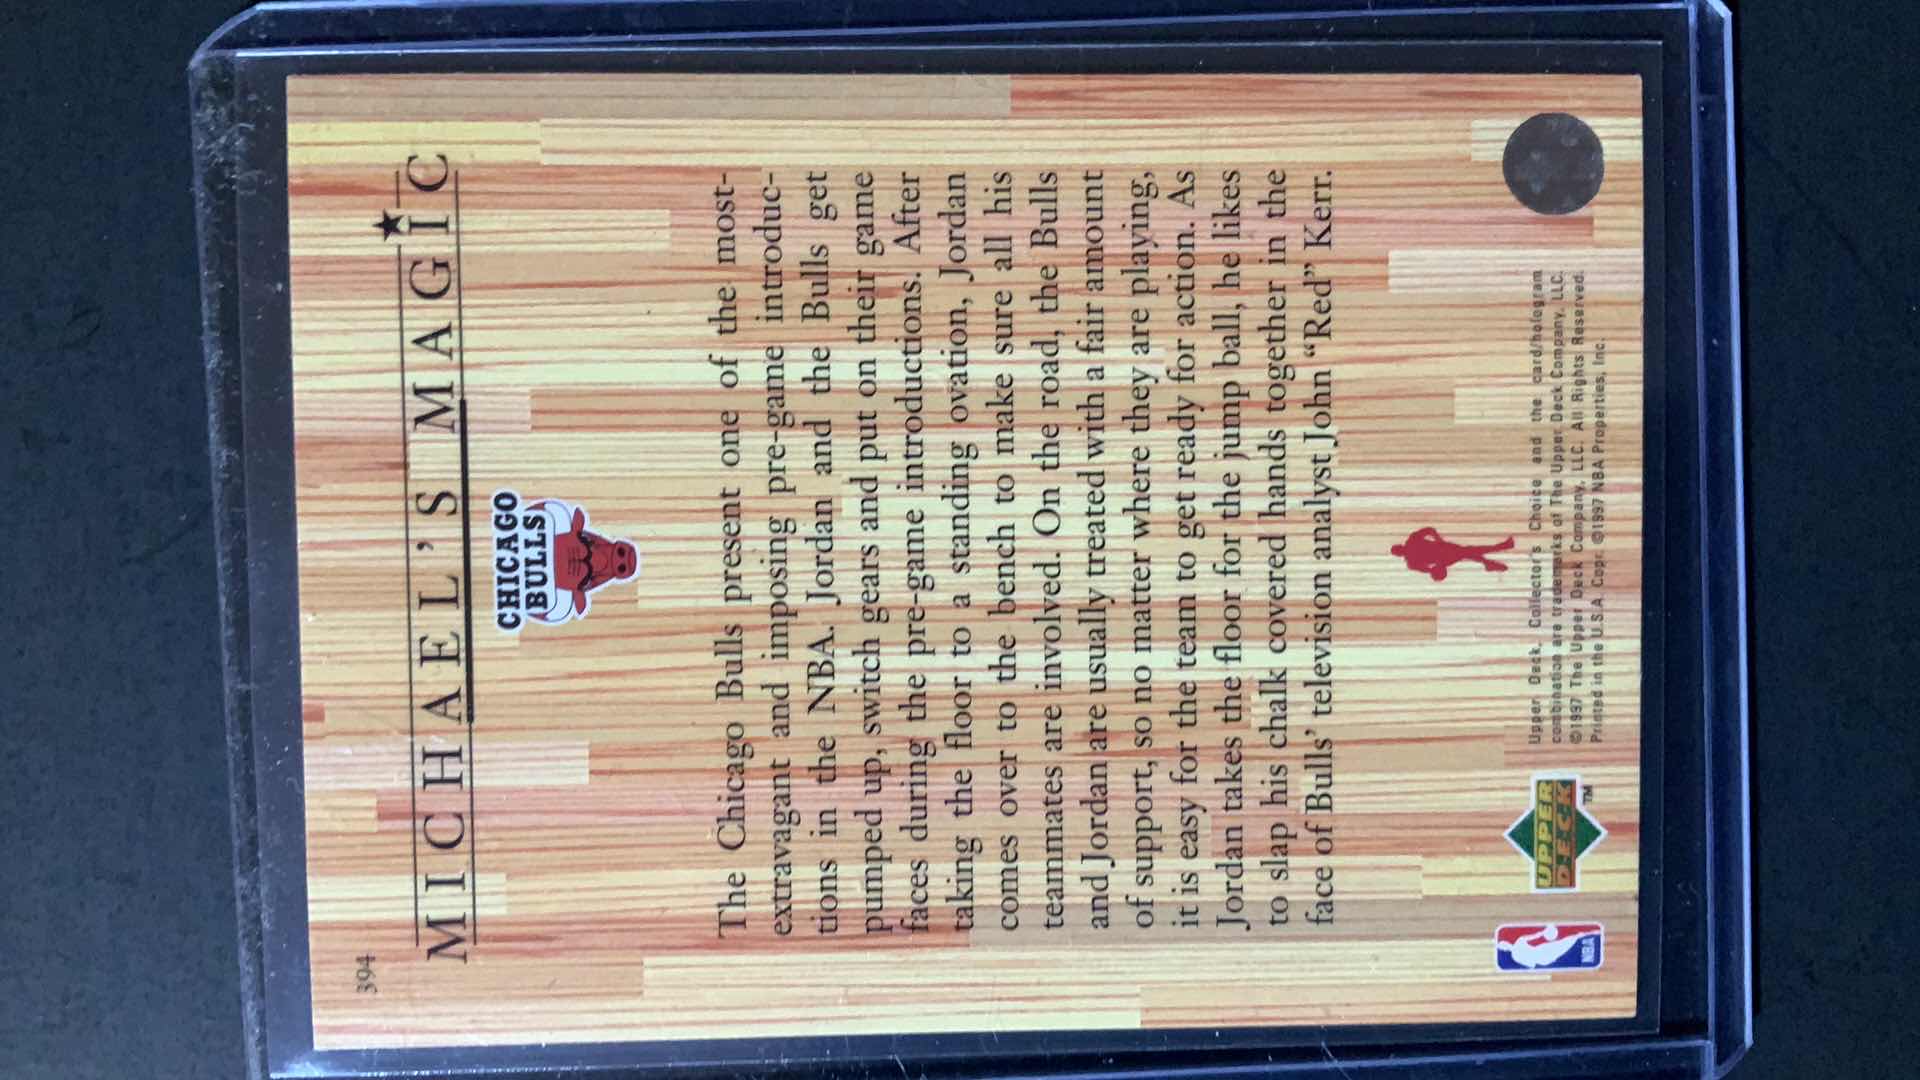 394
MICHAEL'S MAGIC
CHICAGO
BULLS
The Chicago Bulls present one of the most-
extravagant and imposing pre-game introduc-
tions in the NBA. Jordan and the Bulls get
pumped up, switch gears and put on their game
faces during the pre-game introductions. After
taking the floor to a standing ovation, Jordan
comes over to the bench to make sure all his
teammates are involved. On the road, the Bulls
and Jordan are usually treated with a fair amount
of support, so no matter where they are playing,
it is easy for the team to get ready for action. As
Jordan takes the floor for the jump ball, he likes
to slap his chalk covered hands together in the
face of Bulls' television analyst John “Red” Kerr.
NBA
UPPER
DECK
TM
Upper Deck, Collector's Choice and the card/hologram
combination are trademarks of The Upper Deck Company, LLC.
©1997 The Upper Deck Company, LLC. All Rights Reserved.
Printed in the U.S.A. Copr. ©1997 NBA Properties, Inc.